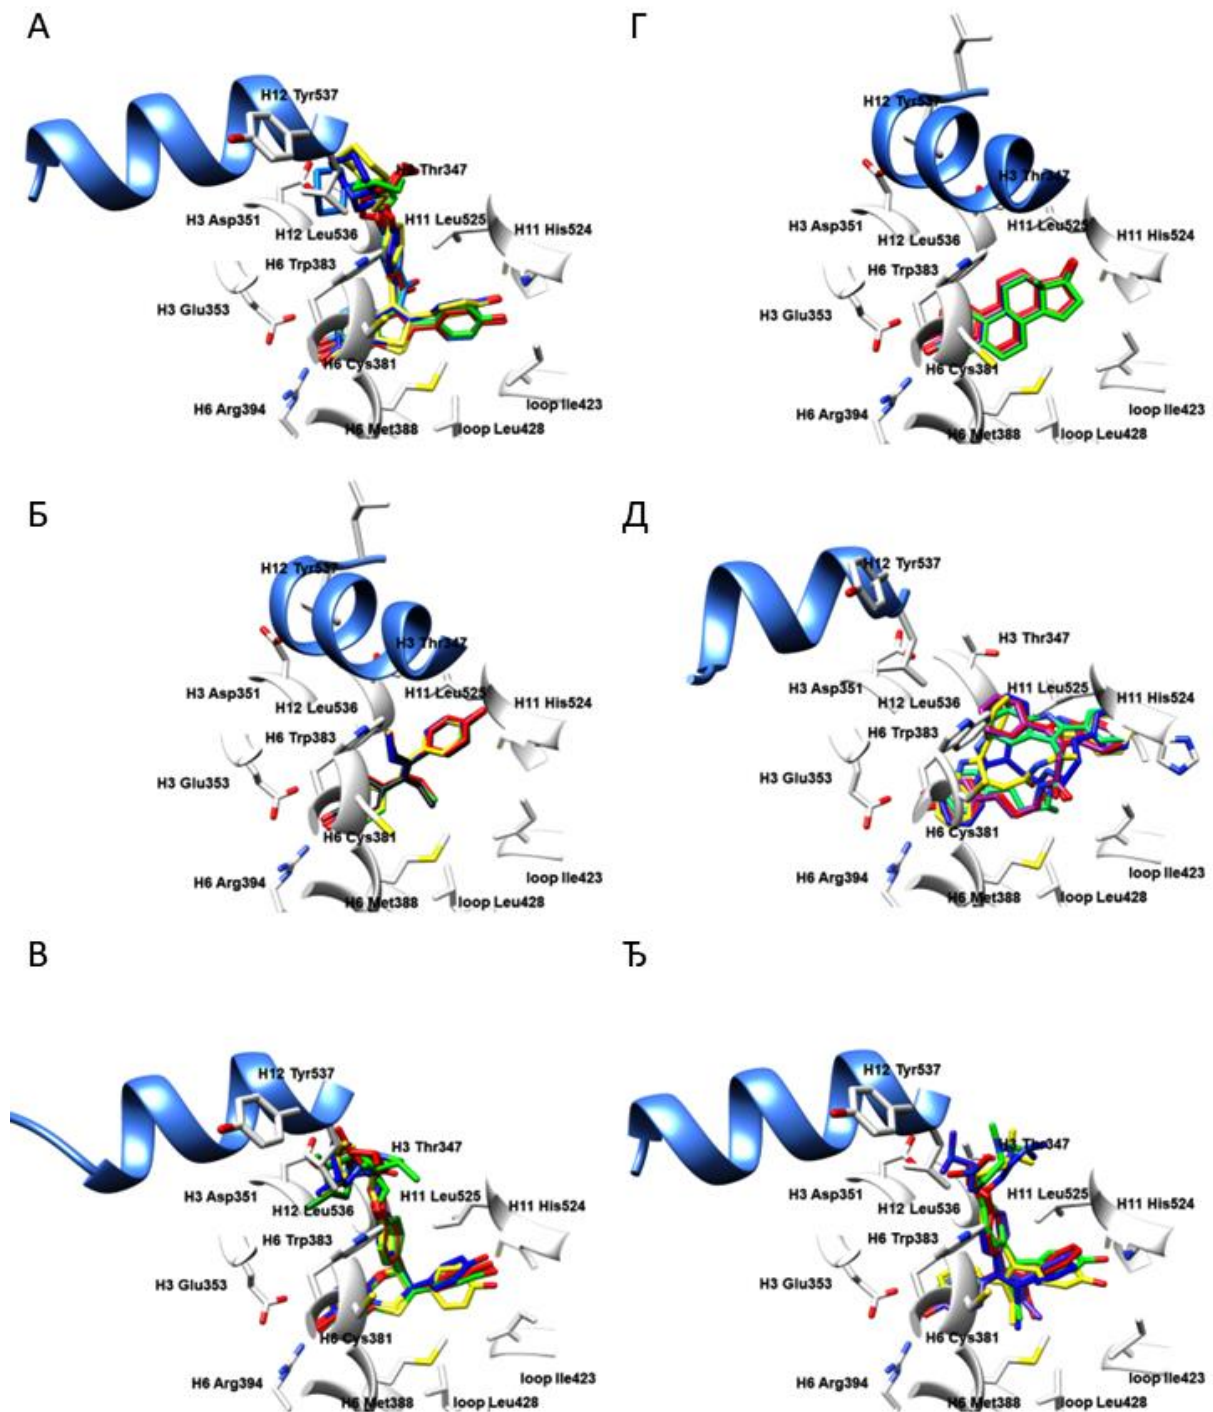 А
H12 Tyr537
H3 Thr347
H3 Asp351
H11 Leu525
H12 Leu536
H11 His524
H6 Trp383
H3 Glu353
H6 Cys381
H6 Arg394
loop Ile423
H6 Met388
loop Leu428
Г
H12 Tyr537
H3 Thr347
H3 Asp351
H11 Leu525
H12 Leu536
H11 His524
H6 Trp383
H3 Glu353
H6 Cys381
H6 Arg394
loop Ile423
H6 Met388
loop Leu428
Б
H12 Tyr537
H3 Thr347
H3 Asp351
H11 Leu525
H12 Leu536
H11 His524
H6 Trp383
H3 Glu353
H6 Cys381
H6 Arg394
loop Ile423
H6 Met388
loop Leu428
Д
H12 Tyr537
H3 Thr347
H3 Asp351
H11 Leu525
H12 Leu536
H11 His524
H6 Trp383
H3 Glu353
H6 Cys381
H6 Arg394
loop Ile423
H6 Met388
loop Leu428
В
H12 Tyr537
H3 Thr347
H3 Asp351
H11 Leu525
H12 Leu536
H11 His524
H6 Trp383
H3 Glu353
H6 Cys381
H6 Arg394
loop Ile423
H6 Met388
loop Leu428
Ђ
H12 Tyr537
H3 Thr347
H3 Asp351
H11 Leu525
H12 Leu536
H11 His524
H6 Trp383
H3 Glu353
H6 Cys381
H6 Arg394
loop Ile423
H6 Met388
loop Leu428